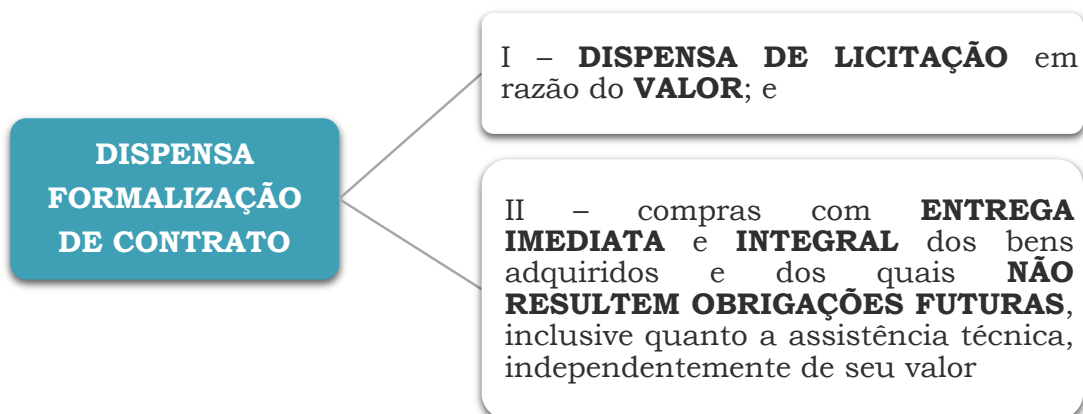 DISPENSA
FORMALIZAÇÃO
DE CONTRATO
I – DISPENSA DE LICITAÇÃO em
razão do VALOR; e
II – compras com ENTREGA
IMEDIATA e INTEGRAL dos bens
adquiridos e dos quais NÃO
RESULTEM OBRIGAÇÕES FUTURAS,
inclusive quanto a assistência técnica,
independentemente de seu valor